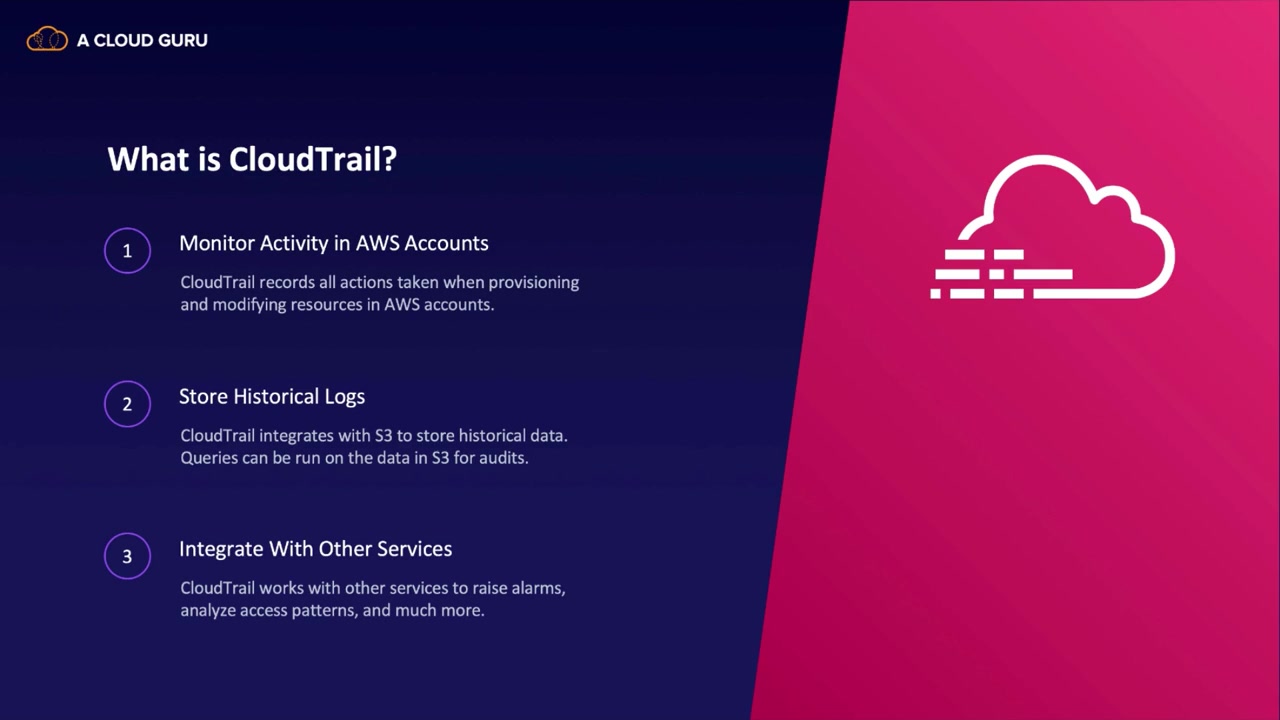 A CLOUD GURU
What is CloudTrail?
1
Monitor Activity in AWS Accounts
CloudTrail records all actions taken when provisioning
and modifying resources in AWS accounts.
2
Store Historical Logs
CloudTrail integrates with S3 to store historical data.
Queries can be run on the data in S3 for audits.
3
Integrate With Other Services
CloudTrail works with other services to raise alarms,
analyze access patterns, and much more.